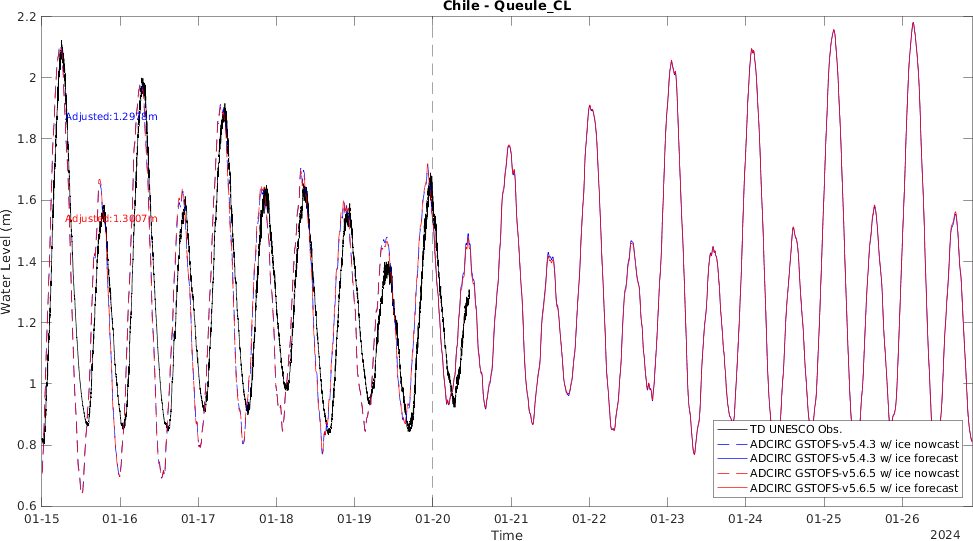 Chile - Queule_CL
2.2
2
1.8
1.6
1.4
1.2
1
0.8
0.6
Water Level (m)
Adjusted:1.2978m
Adjusted:1.3007m
TD UNESCO Obs.
ADCIRC GSTOFS-v5.4.3 w/ ice nowcast
ADCIRC GSTOFS-v5.4.3 w/ ice forecast
ADCIRC GSTOFS-v5.6.5 w/ ice nowcast
ADCIRC GSTOFS-v5.6.5 w/ ice forecast
01-15 01-16 01-17 01-18 01-19 01-20 01-21 01-22 01-23 01-24 01-25 01-26
Time
2024